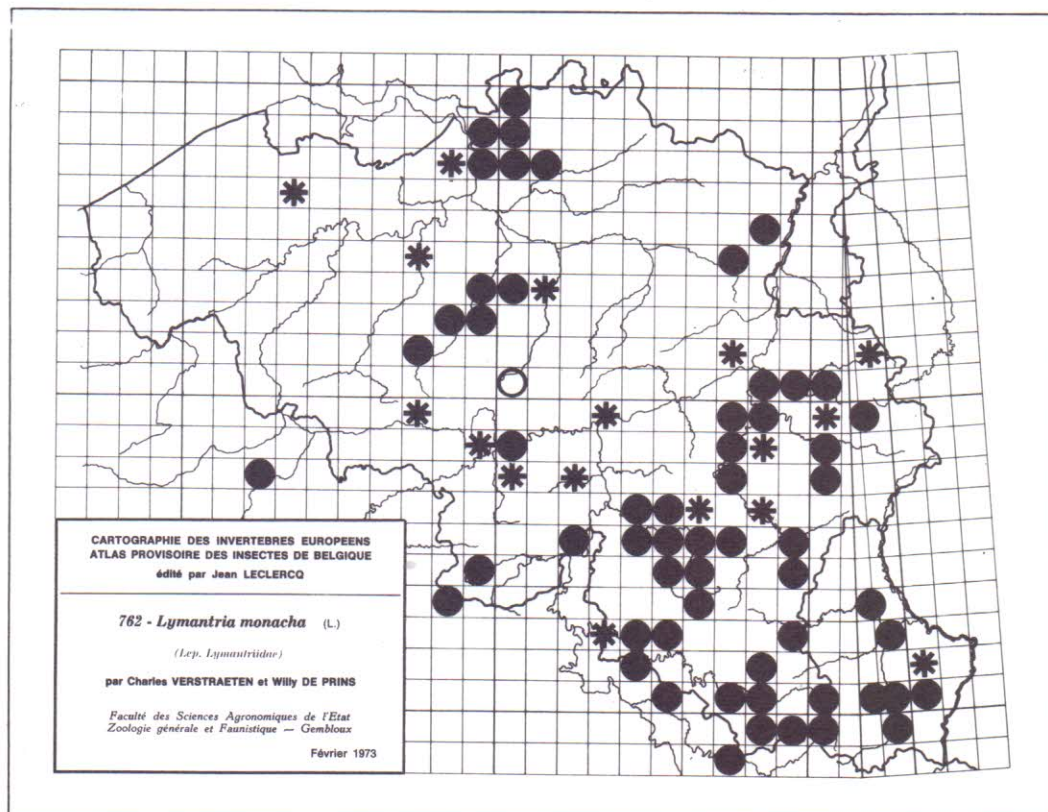 CARTOGRAPHIE DES INVERTEBRES EUROPEENS
ATLAS PROVISOIRE DES INSECTES DE BELGIQUE
édité par Jean LECLERCQ
762 - Lymantria monacha (L.)
(Lep. Lymantriidae)
par Charles VERSTRAETEN et Willy DE PRINS
Faculté des Sciences Agronomiques de l'Etat
Zoologie générale et Faunistique — Gembloux
Février 1973